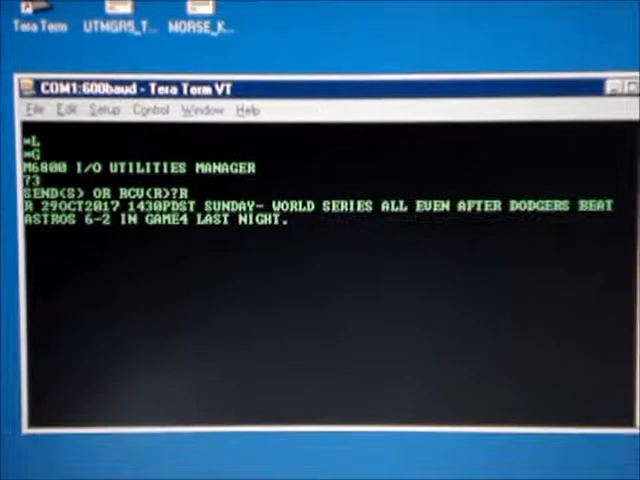 Tera Term UTMGR5_T... MORSE_K...
COM1:600baud - Tera Term VT
File Edit Setup Control Window Help
*L
*G
M6800 I/O UTILITIES MANAGER
?3
SEND(S) OR RCV(R)?R
R 29OCT2017 1430PDST SUNDAY- WORLD SERIES ALL EVEN AFTER DODGERS BEAT
ASTROS 6-2 IN GAME4 LAST NIGHT.